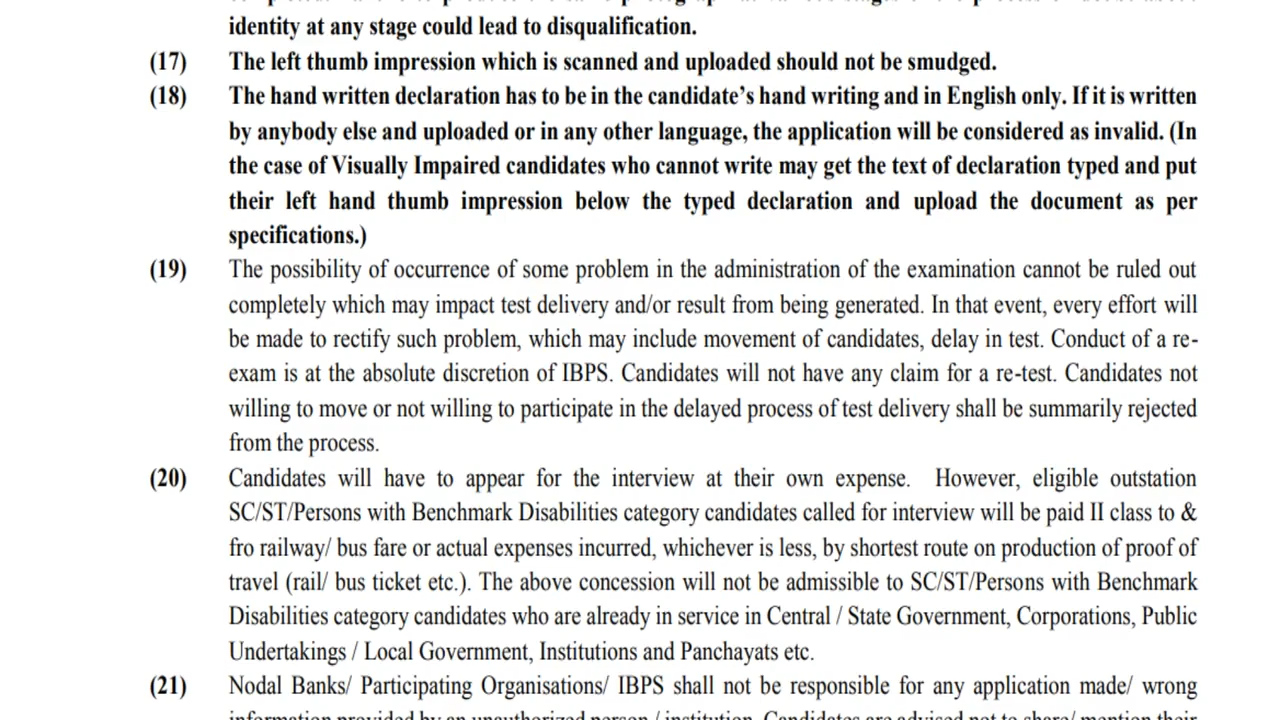 identity at any stage could lead to disqualification.
(17) The left thumb impression which is scanned and uploaded should not be smudged.
(18) The hand written declaration has to be in the candidate’s hand writing and in English only. If it is written
by anybody else and uploaded or in any other language, the application will be considered as invalid. (In
the case of Visually Impaired candidates who cannot write may get the text of declaration typed and put
their left hand thumb impression below the typed declaration and upload the document as per
specifications.)
(19) The possibility of occurrence of some problem in the administration of the examination cannot be ruled out
completely which may impact test delivery and/or result from being generated. In that event, every effort will
be made to rectify such problem, which may include movement of candidates, delay in test. Conduct of a re-
exam is at the absolute discretion of IBPS. Candidates will not have any claim for a re-test. Candidates not
willing to move or not willing to participate in the delayed process of test delivery shall be summarily rejected
from the process.
(20) Candidates will have to appear for the interview at their own expense. However, eligible outstation
SC/ST/Persons with Benchmark Disabilities category candidates called for interview will be paid II class to &
fro railway/ bus fare or actual expenses incurred, whichever is less, by shortest route on production of proof of
travel (rail/ bus ticket etc.). The above concession will not be admissible to SC/ST/Persons with Benchmark
Disabilities category candidates who are already in service in Central / State Government, Corporations, Public
Undertakings / Local Government, Institutions and Panchayats etc.
(21) Nodal Banks/ Participating Organisations/ IBPS shall not be responsible for any application made/ wrong